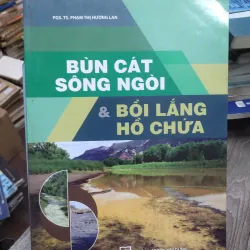 PGS. TS. PHẠM THỊ HƯƠNG LAN
BÙN CÁT
SÔNG NGÒI
& BỒI LẮNG
HỒ CHỨA